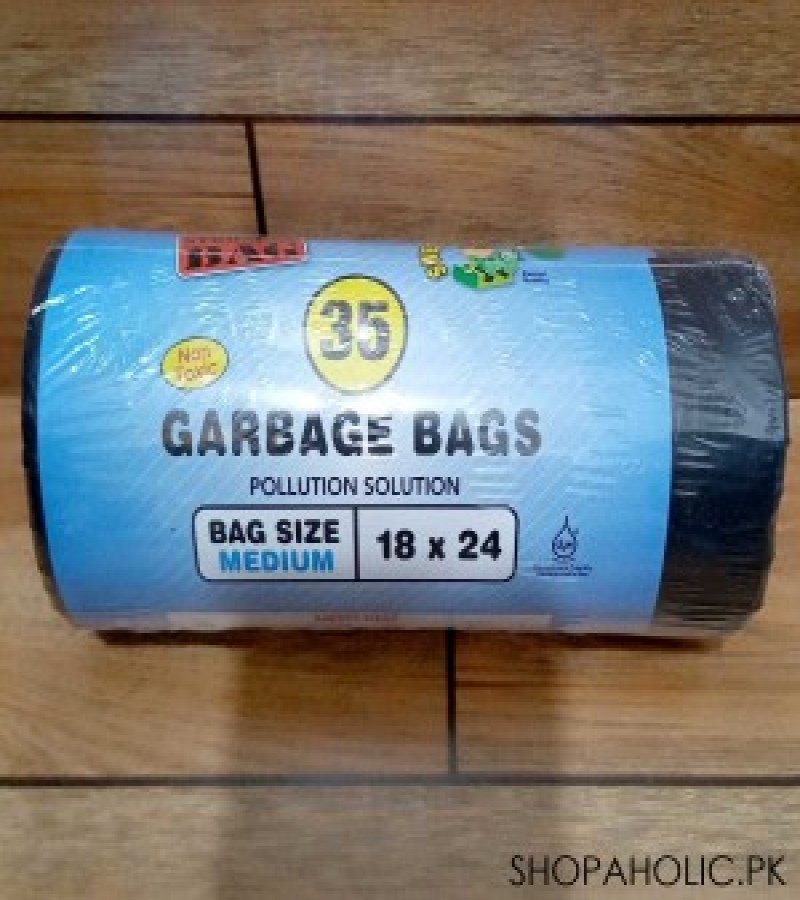 35
Non
Toxic
GARBAGE BAGS
POLLUTION SOLUTION
BAG SIZE
MEDIUM
18 x 24
SHOPAHOLIC.PK